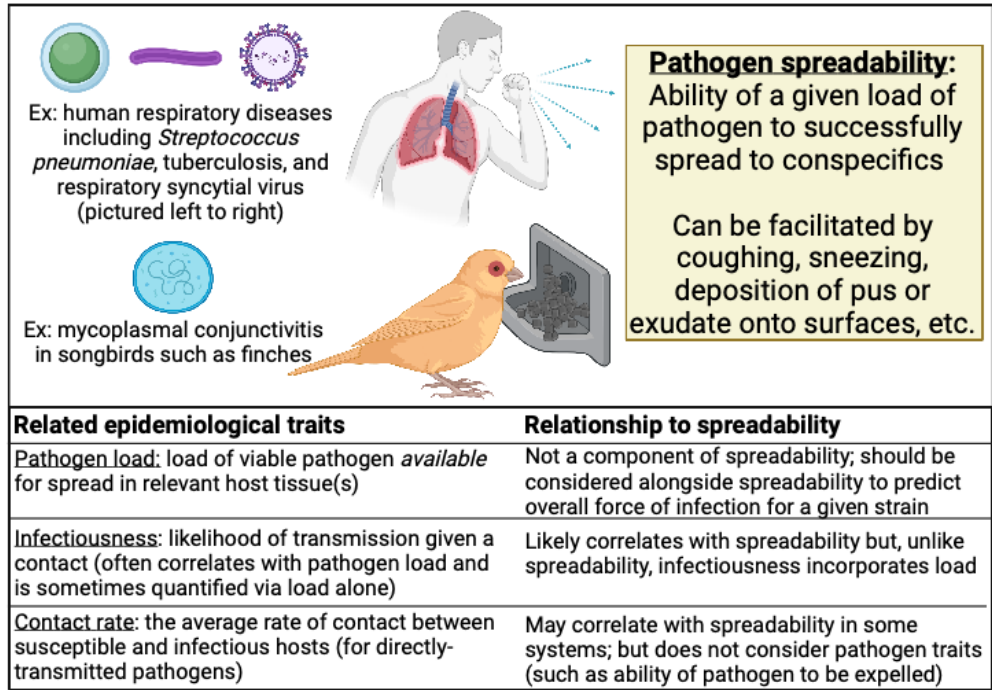 Ex: human respiratory diseases
including Streptococcus
pneumoniae, tuberculosis, and
respiratory syncytial virus
(pictured left to right)
Ex: mycoplasmal conjunctivitis
in songbirds such as finches
Pathogen spreadability:
Ability of a given load of
pathogen to successfully
spread to conspecifics
Can be facilitated by
coughing, sneezing,
deposition of pus or
exudate onto surfaces, etc.
Related epidemiological traits
Relationship to spreadability
Pathogen load: load of viable pathogen available
for spread in relevant host tissue(s)
Not a component of spreadability; should be
considered alongside spreadability to predict
overall force of infection for a given strain
Infectiousness: likelihood of transmission given a
contact (often correlates with pathogen load and
is sometimes quantified via load alone)
Likely correlates with spreadability but, unlike
spreadability, infectiousness incorporates load
Contact rate: the average rate of contact between
susceptible and infectious hosts (for directly-
transmitted pathogens)
May correlate with spreadability in some
systems; but does not consider pathogen traits
(such as ability of pathogen to be expelled)